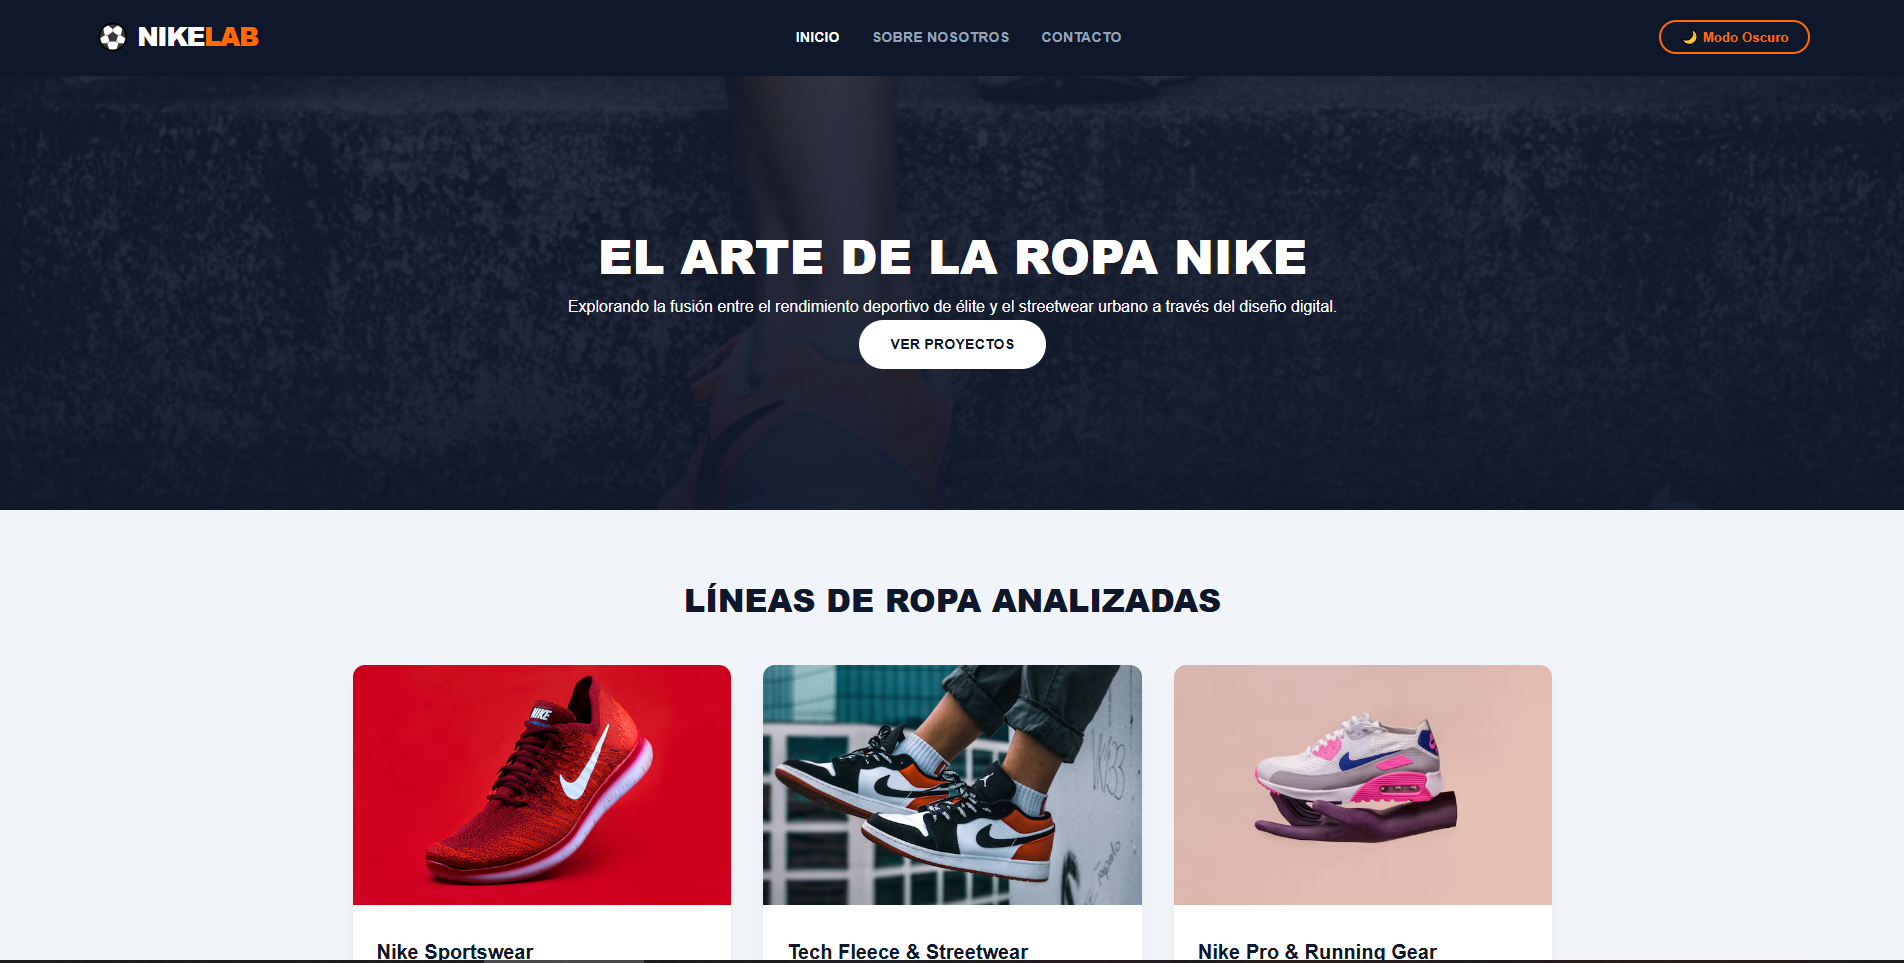 NIKELAB
INICIO SOBRE NOSOTROS CONTACTO
🌙 Modo Oscuro
EL ARTE DE LA ROPA NIKE
Explorando la fusión entre el rendimiento deportivo de élite y el streetwear urbano a través del diseño digital.
VER PROYECTOS
LÍNEAS DE ROPA ANALIZADAS
NIKE
Nike Sportswear
Tech Fleece & Streetwear
Nike Pro & Running Gear